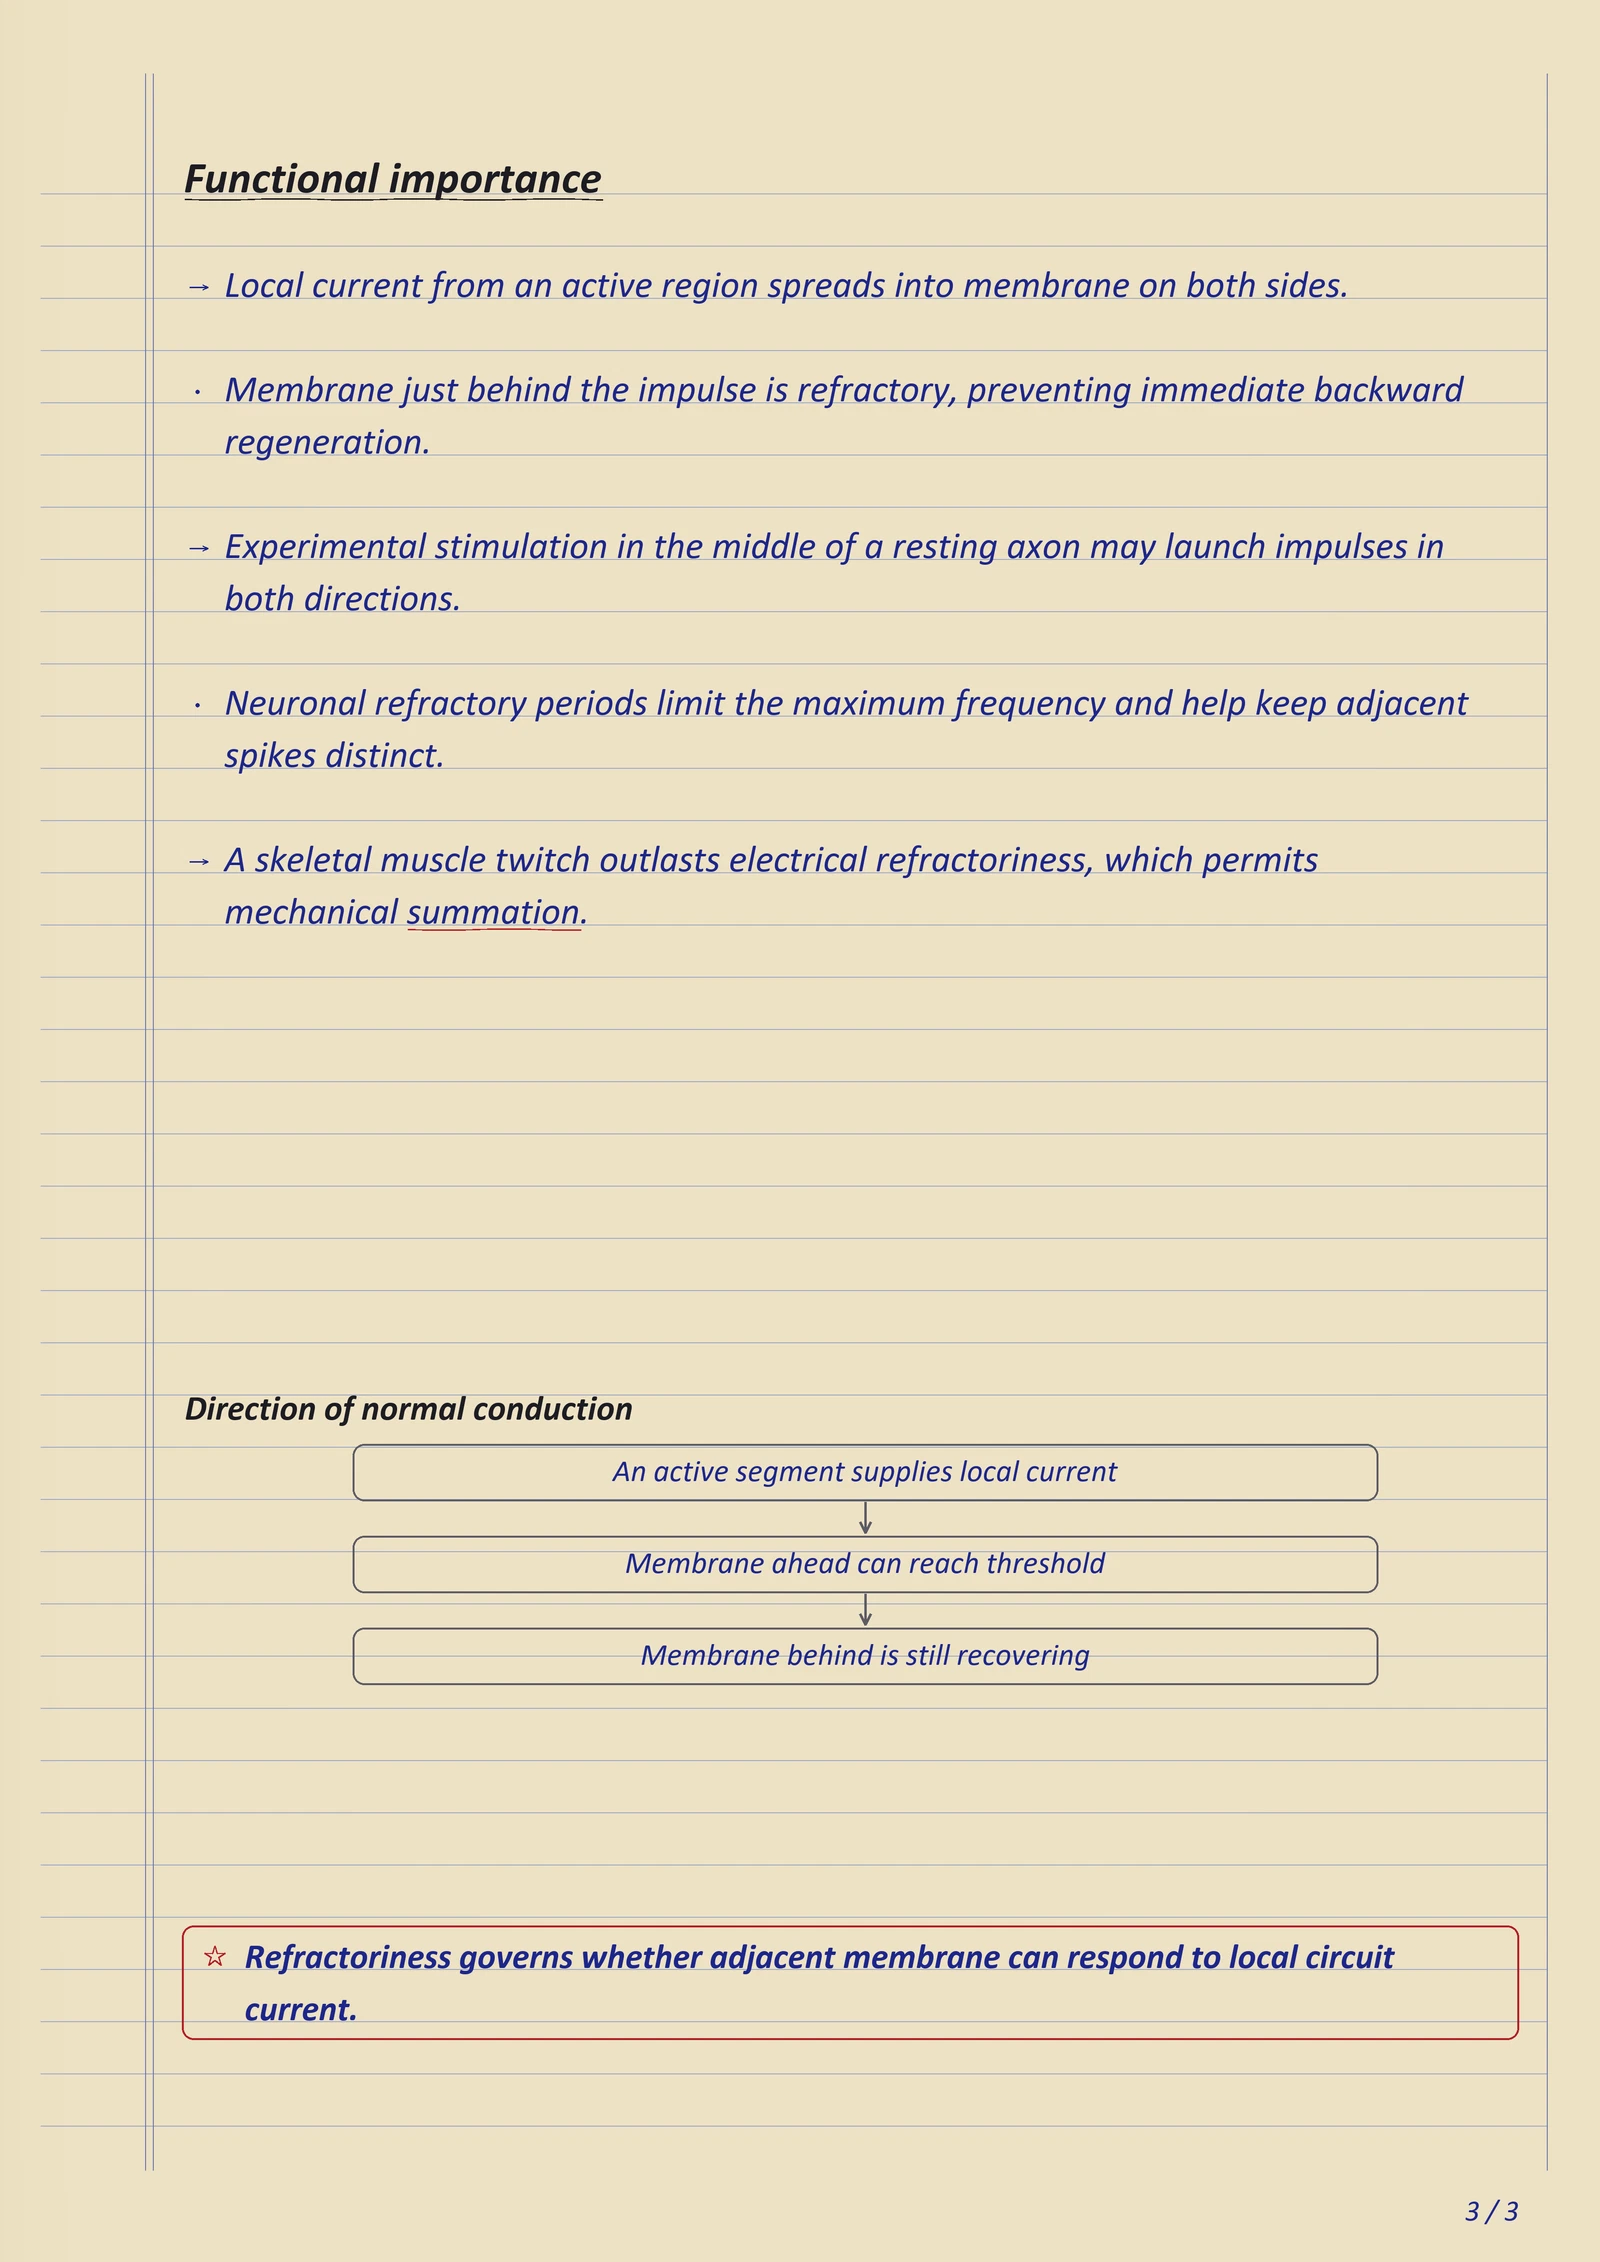 Functional importance
→ Local current from an active region spreads into membrane on both sides.
· Membrane just behind the impulse is refractory, preventing immediate backward
regeneration.
→ Experimental stimulation in the middle of a resting axon may launch impulses in
both directions.
· Neuronal refractory periods limit the maximum frequency and help keep adjacent
spikes distinct.
→ A skeletal muscle twitch outlasts electrical refractoriness, which permits
mechanical summation.
Direction of normal conduction
An active segment supplies local current
Membrane ahead can reach threshold
Membrane behind is still recovering
☆ Refractoriness governs whether adjacent membrane can respond to local circuit
current.
3 / 3